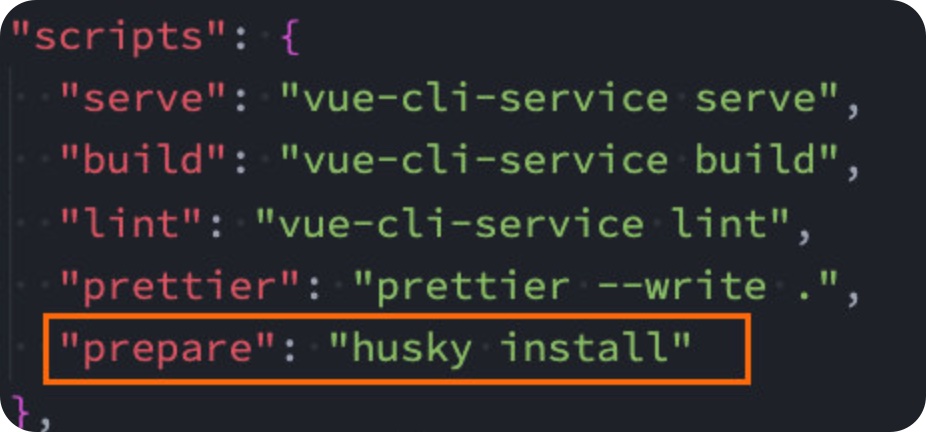 "scripts": {
"serve": "vue-cli-service serve",
"build": "vue-cli-service build",
"lint": "vue-cli-service lint",
"prettier": "prettier --write .",
"prepare": "husky install"
},